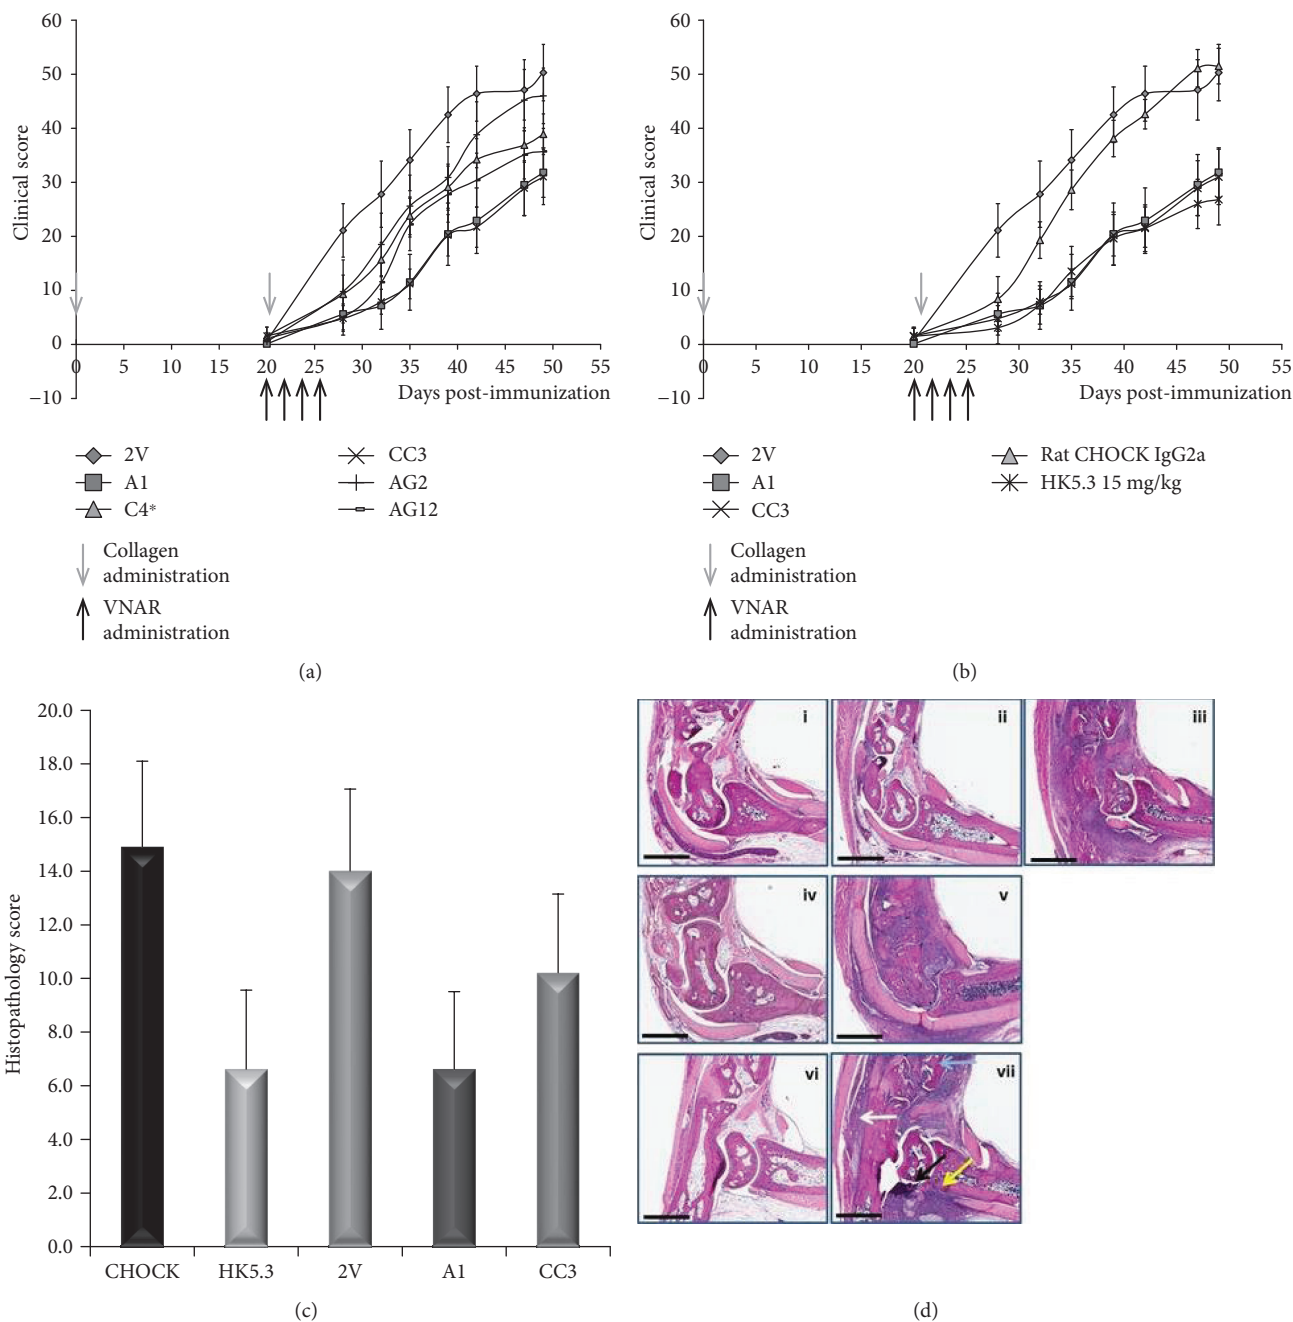 60
50
40
30
20
10
0
−10
Clinical score
0 5 10 15 20 25 30 35 40 45 50 55
Days post-immunization
2V
A1
C4*
CC3
AG2
AG12
Collagen
administration
VNAR
administration
(a)
60
50
40
30
20
10
0
−10
Clinical score
0 5 10 15 20 25 30 35 40 45 50 55
Days post-immunization
2V
A1
CC3
Rat CHOCK IgG2a
HK5.3 15 mg/kg
Collagen
administration
VNAR
administration
(b)
20.0
18.0
16.0
14.0
12.0
10.0
8.0
6.0
4.0
2.0
0.0
Histopathology score
CHOCK HK5.3 2V A1 CC3
(c)
i ii iii
iv v
vi vii
(d)